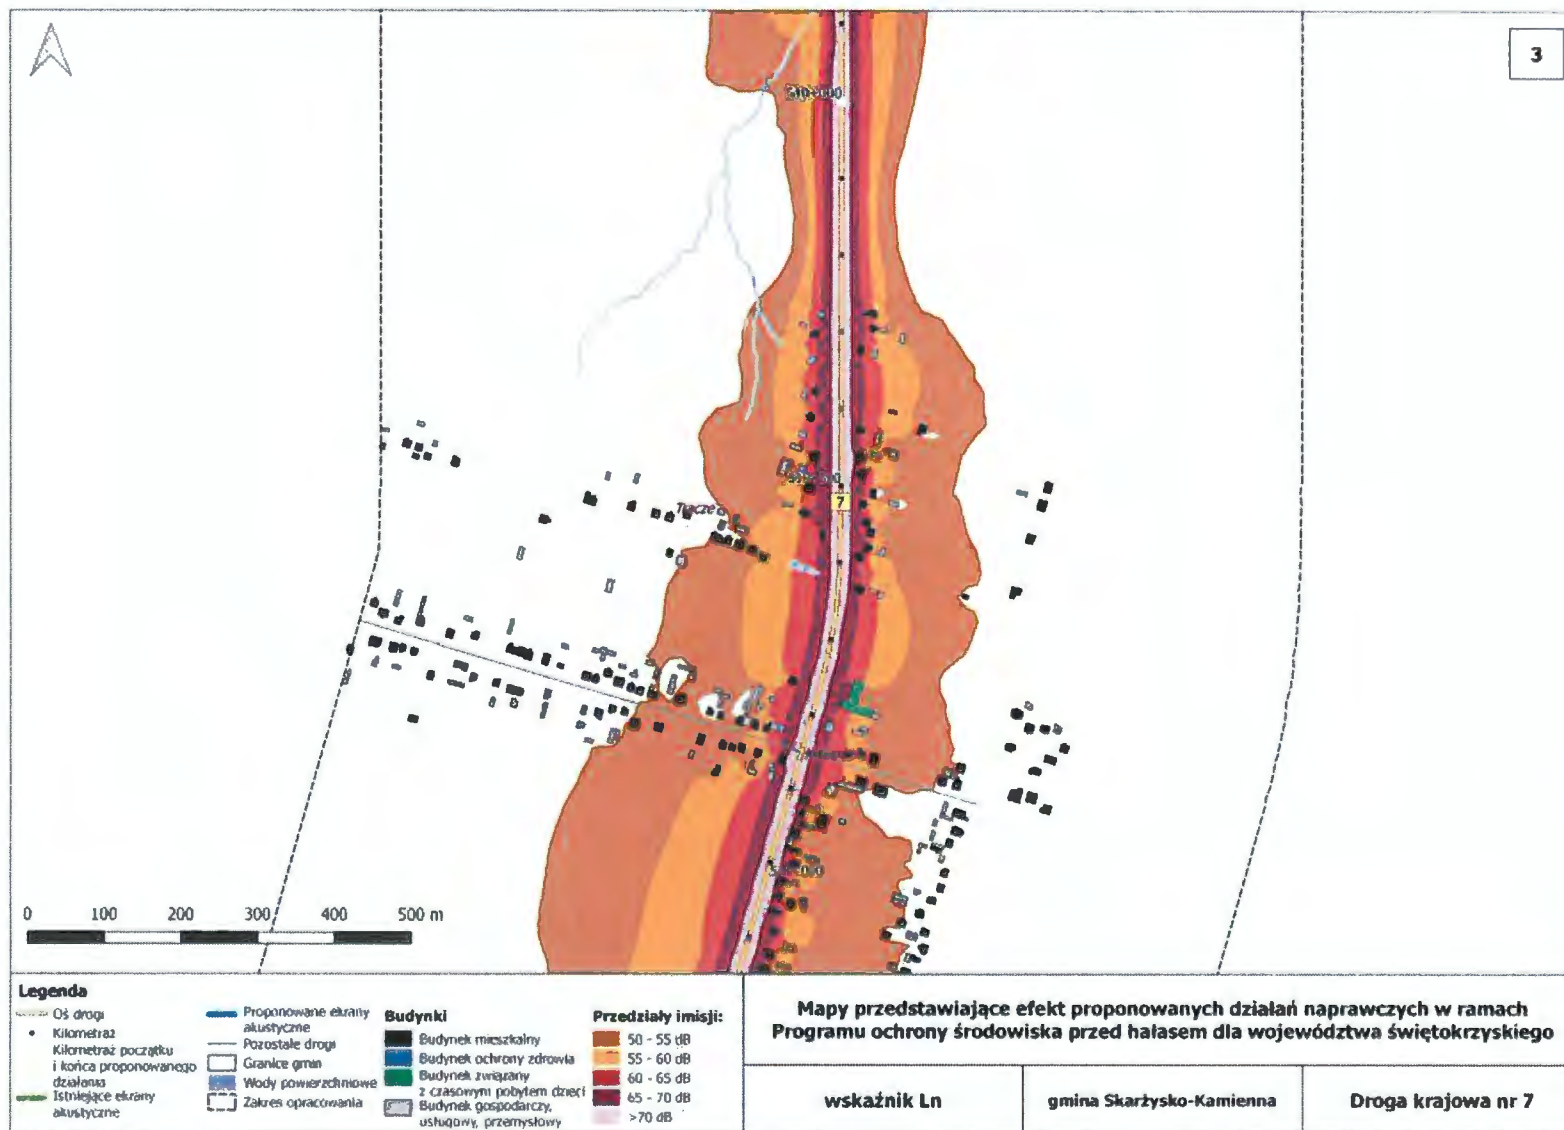 3
510+000
7
Tłącze
0 100 200 300 400 500 m
Legenda
Oś drogi
Kilometraż
Kilometraż początku
i końca proponowanego
działania
Istniejące ekrany
akustyczne
Proponowane ekrany
akustyczne
Pozostałe drogi
Granice gmin
Wody powierzchniowe
Zakres opracowania
Budynki
Budynek mieszkalny
Budynek ochrony zdrowia
Budynek związany
z czasowym pobytem dzieci
Budynek gospodarczy,
usługowy, przemysłowy
Przedziały imisji:
50 - 55 dB
55 - 60 dB
60 - 65 dB
65 - 70 dB
>70 dB
Mapy przedstawiające efekt proponowanych działań naprawczych w ramach
Programu ochrony środowiska przed hałasem dla województwa świętokrzyskiego
wskaźnik Ln
gmina Skarżysko-Kamienna
Droga krajowa nr 7